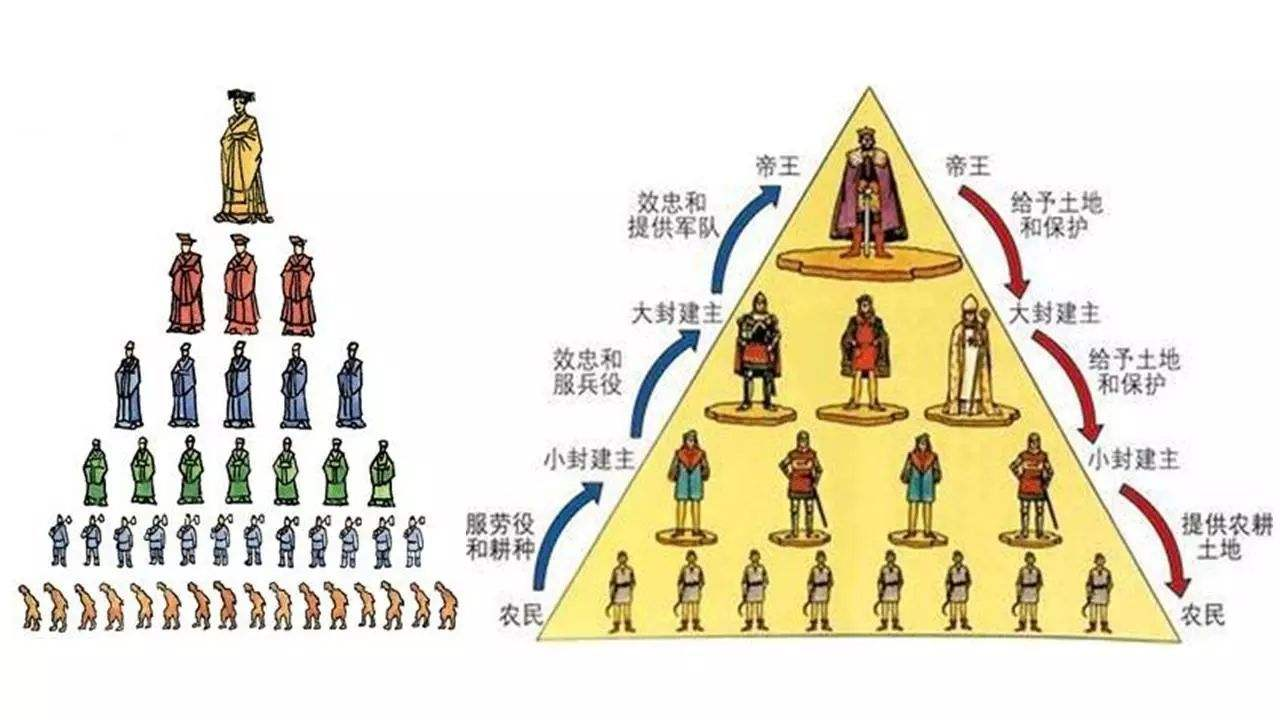 帝王
帝王
效忠和
提供军队
给予土地
和保护
大封建主
大封建主
效忠和
服兵役
给予土地
和保护
小封建主
小封建主
服劳役
和耕种
提供农耕
土地
农民
农民